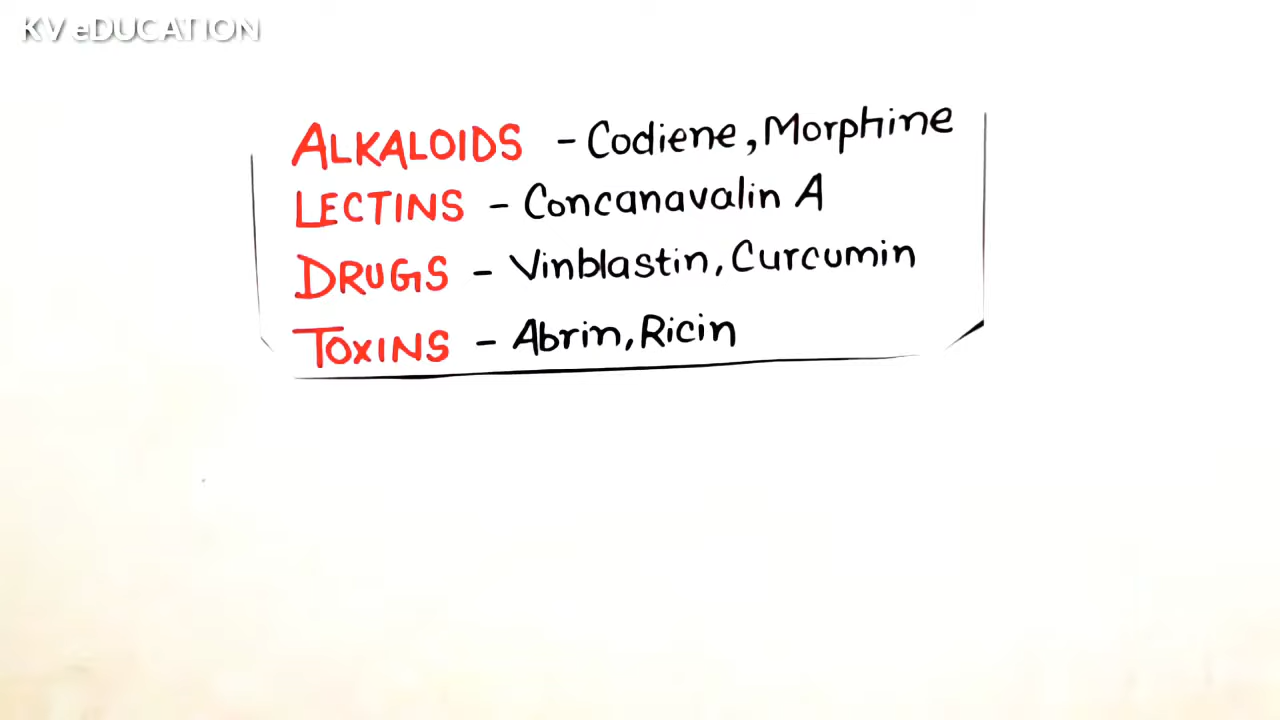 KV eDUCATION
ALKALOIDS - Codiene, Morphine
LECTINS - Concanavalin A
DRUGS - Vinblastin, Curcumin
TOXINS - Abrin, Ricin